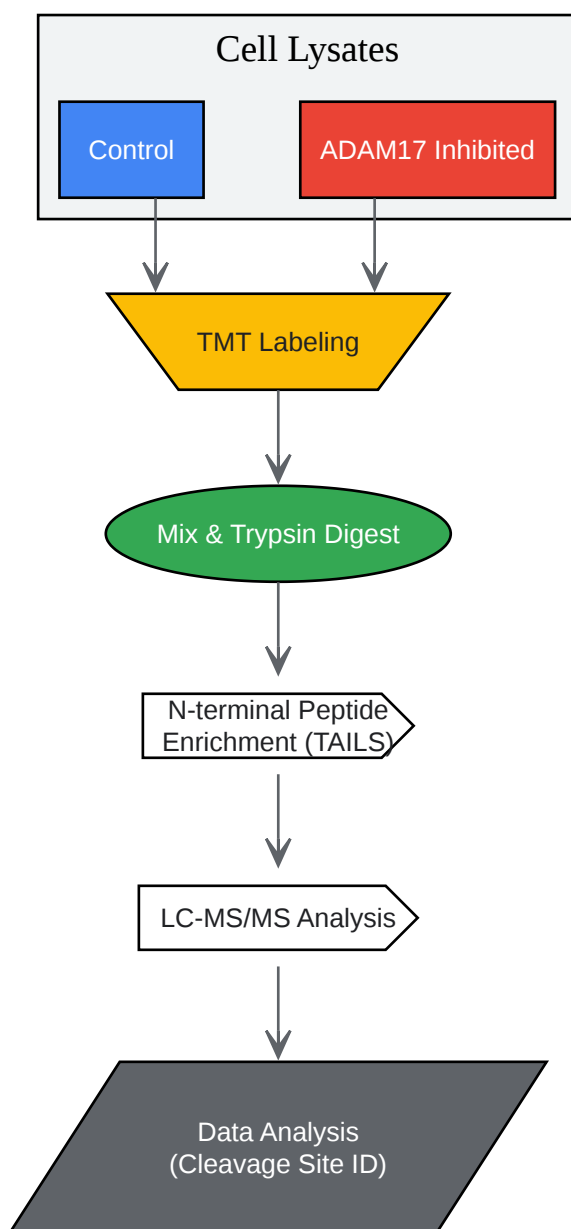 Cell Lysates
Control
ADAM17 Inhibited
TMT Labeling
Mix & Trypsin Digest
N-terminal Peptide
Enrichment (TAILS)
LC-MS/MS Analysis
Data Analysis
(Cleavage Site ID)